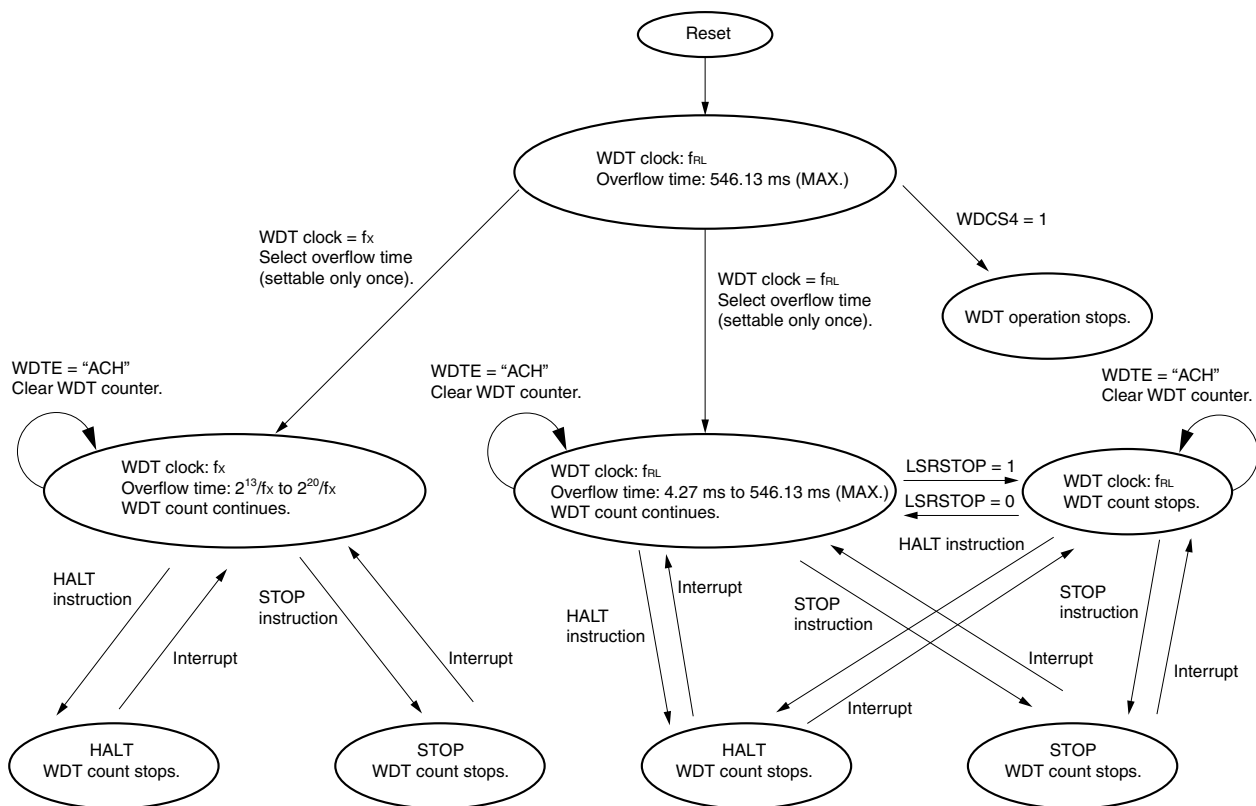 Reset
WDT clock: fRL
Overflow time: 546.13 ms (MAX.)
WDCS4 = 1
WDT clock = fX
Select overflow time
(settable only once).
WDT clock = fRL
Select overflow time
(settable only once).
WDT operation stops.
WDTE = “ACH”
Clear WDT counter.
WDTE = “ACH”
Clear WDT counter.
WDTE = “ACH”
Clear WDT counter.
WDT clock: fX
Overflow time: 2¹³/fX to 2²⁰/fX
WDT count continues.
WDT clock: fRL
Overflow time: 4.27 ms to 546.13 ms (MAX.)
WDT count continues.
LSRSTOP = 1
LSRSTOP = 0
WDT clock: fRL
WDT count stops.
HALT
instruction
Interrupt
STOP
instruction
Interrupt
HALT
instruction
Interrupt
STOP
instruction
Interrupt
HALT instruction
Interrupt
STOP
instruction
Interrupt
HALT
WDT count stops.
STOP
WDT count stops.
HALT
WDT count stops.
STOP
WDT count stops.